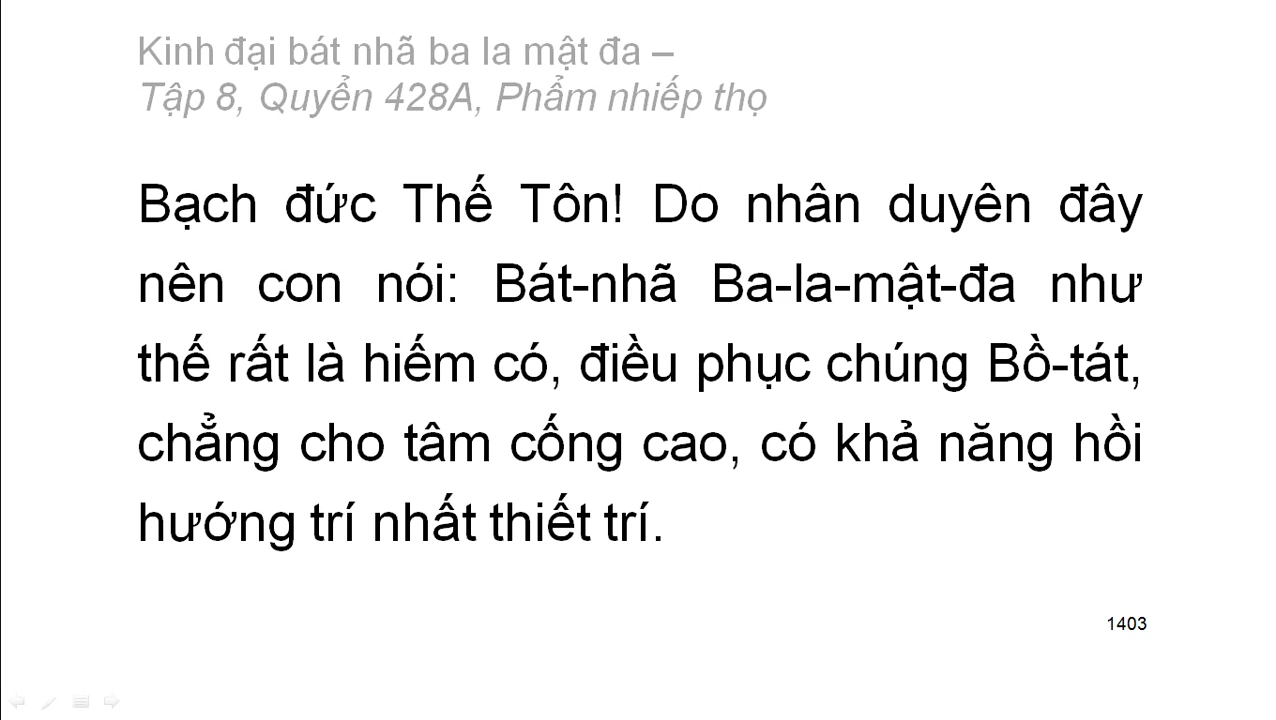 Kinh đại bát nhã ba la mật đa –
Tập 8, Quyển 428A, Phẩm nhiếp thọ
Bạch đức Thế Tôn! Do nhân duyên đây
nên con nói: Bát-nhã Ba-la-mật-đa như
thế rất là hiếm có, điều phục chúng Bồ-tát,
chẳng cho tâm cống cao, có khả năng hồi
hướng trí nhất thiết trí.
1403